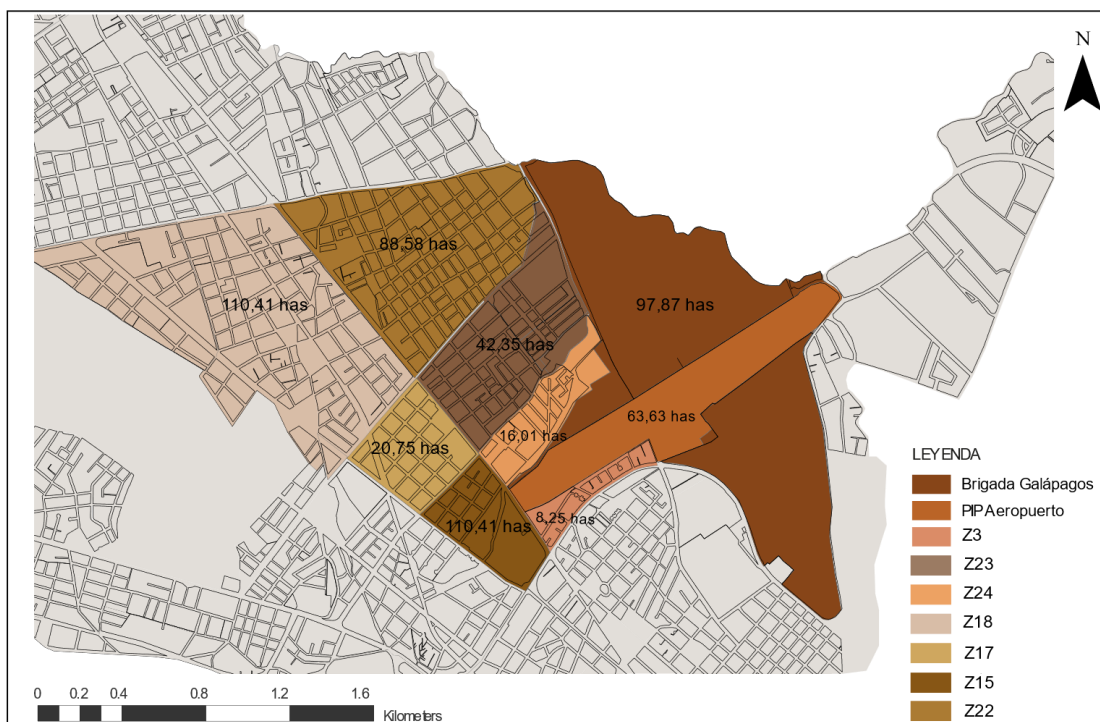 N
88,58 has
110,41 has
97,87 has
42,35 has
63,63 has
16,01 has
20,75 has
8,25 has
110,41 has
LEYENDA
Brigada Galápagos
PIP Aeropuerto
Z3
Z23
Z24
Z18
Z17
Z15
Z22
0 0.2 0.4 0.8 1.2 1.6
Kilometers